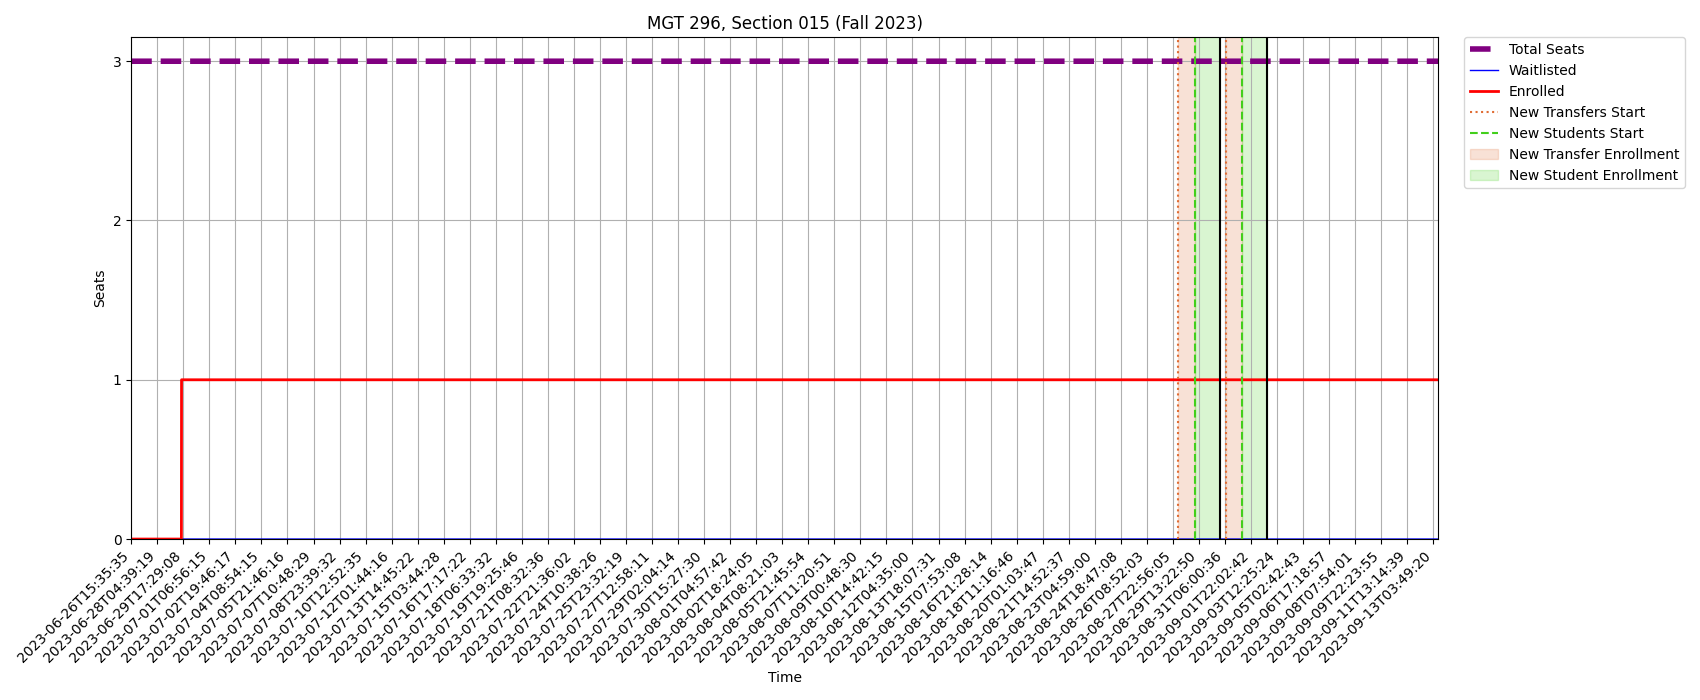 MGT 296, Section 015 (Fall 2023)
Total Seats
Waitlisted
Enrolled
New Transfers Start
New Students Start
New Transfer Enrollment
New Student Enrollment
Seats
3
2
1
0
2023-06-26T15:35:35
2023-06-28T04:39:19
2023-06-29T17:29:08
2023-07-01T06:56:15
2023-07-02T19:46:17
2023-07-04T08:54:15
2023-07-05T21:46:16
2023-07-07T10:48:29
2023-07-08T23:39:32
2023-07-10T12:52:35
2023-07-12T01:44:16
2023-07-13T14:45:22
2023-07-15T03:44:28
2023-07-16T17:17:22
2023-07-18T06:33:32
2023-07-19T19:25:46
2023-07-21T08:32:36
2023-07-22T21:36:02
2023-07-24T10:38:26
2023-07-25T23:32:19
2023-07-27T12:58:11
2023-07-29T02:04:14
2023-07-30T15:27:30
2023-08-01T04:57:42
2023-08-02T18:24:05
2023-08-04T08:21:03
2023-08-05T21:45:54
2023-08-07T11:20:51
2023-08-09T00:48:30
2023-08-10T14:42:15
2023-08-12T04:35:00
2023-08-13T18:07:31
2023-08-15T07:53:08
2023-08-16T21:28:14
2023-08-18T11:16:46
2023-08-20T01:03:47
2023-08-21T14:52:37
2023-08-23T04:59:00
2023-08-24T18:47:08
2023-08-26T08:52:03
2023-08-27T22:56:05
2023-08-29T13:22:50
2023-08-31T06:00:36
2023-09-01T22:02:42
2023-09-03T12:25:24
2023-09-05T02:42:43
2023-09-06T17:18:57
2023-09-08T07:54:01
2023-09-09T22:23:55
2023-09-11T13:14:39
2023-09-13T03:49:20
Time